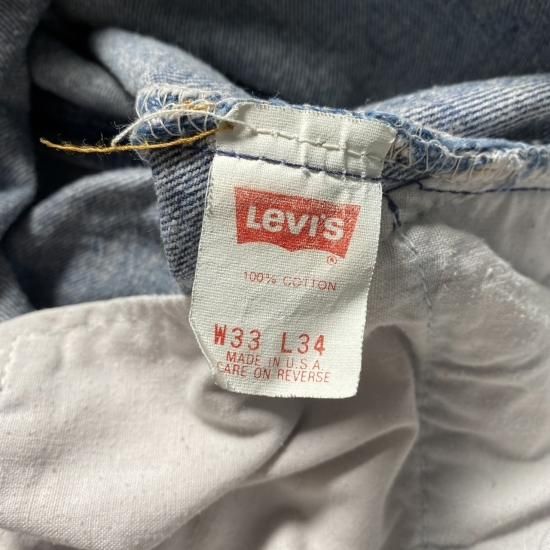 Levi's
®
100% COTTON
W33 L34
MADE IN U.S.A.
CARE ON REVERSE